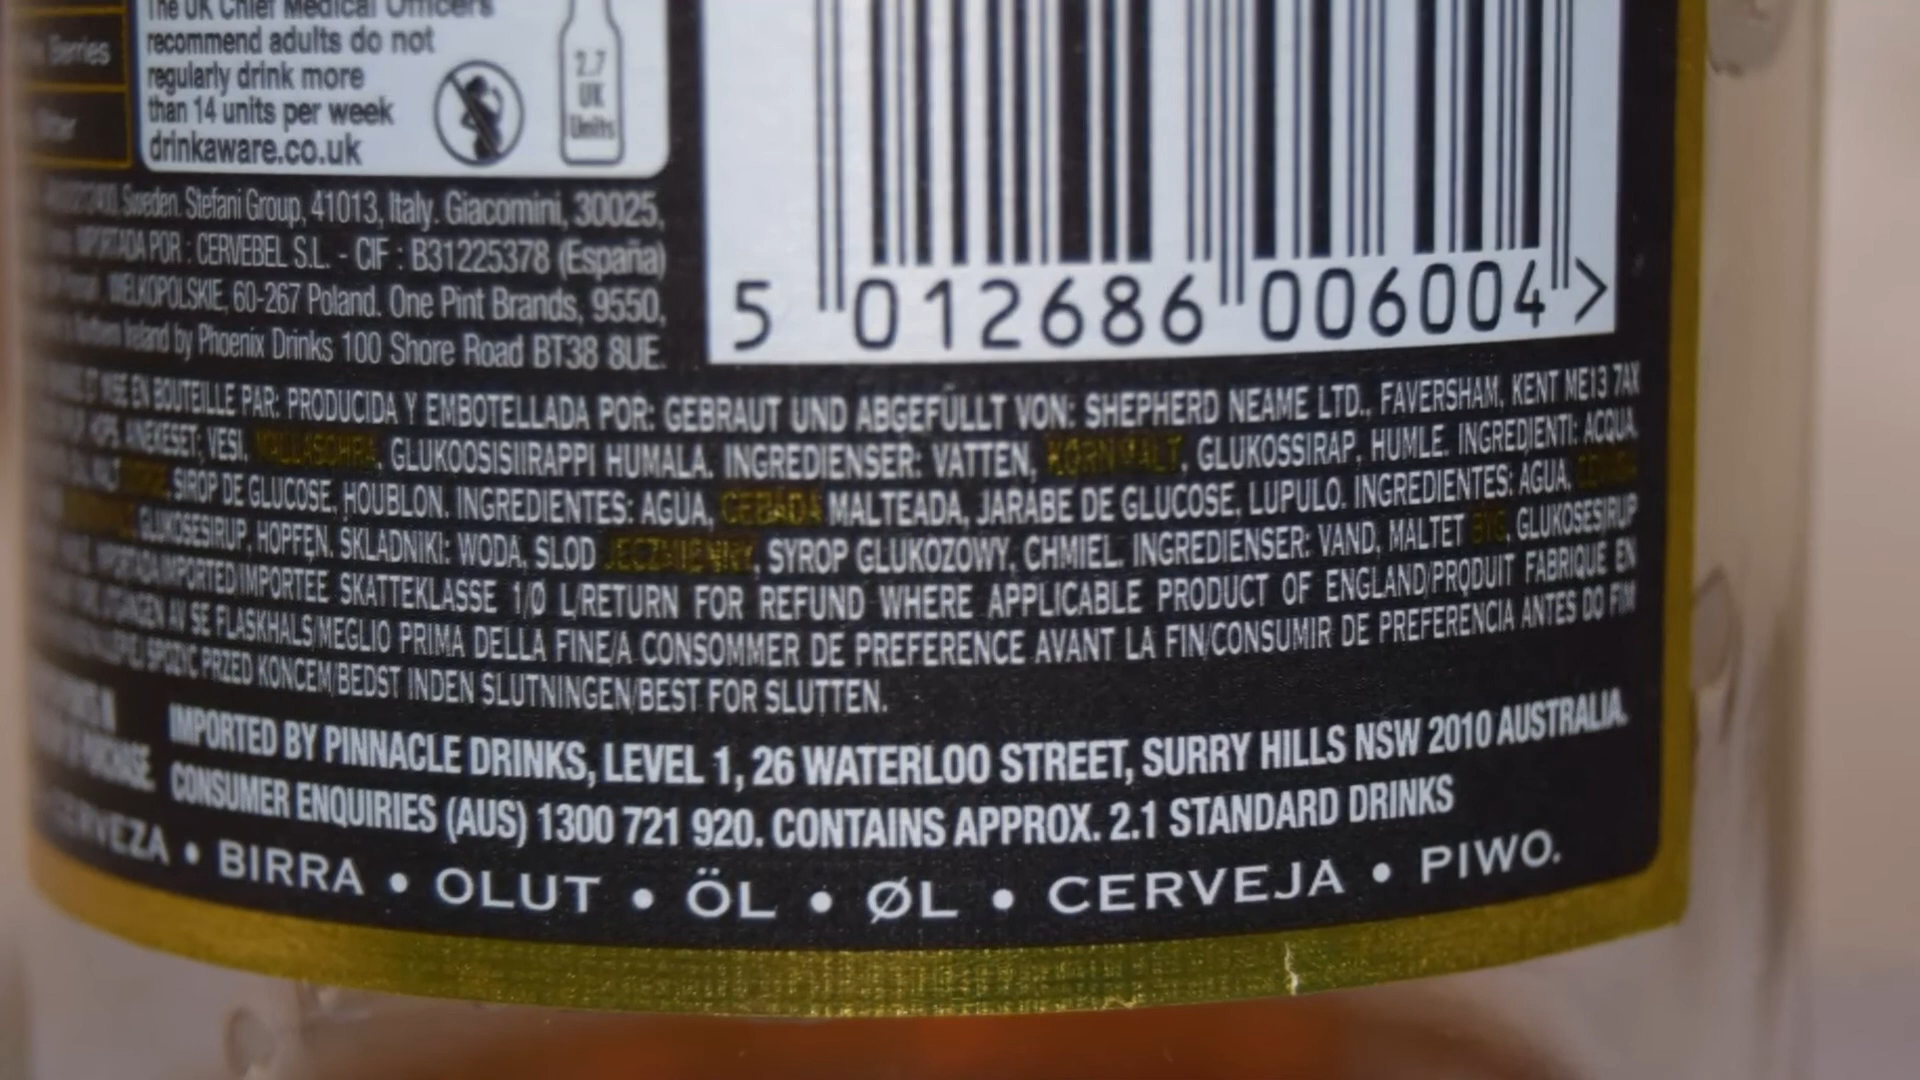 Berries
The UK Chief Medical Officers
recommend adults do not
regularly drink more
than 14 units per week
drinkaware.co.uk
2.7
UK
Units
Sweden. Stefani Group, 41013, Italy. Giacomini, 30025,
IMPORTADA POR : CERVEBEL S.L. - CIF : B31225378 (España)
WIELKOPOLSKIE, 60-267 Poland. One Pint Brands, 9550,
Northern Ireland by Phoenix Drinks 100 Shore Road BT38 8UE.
5 012686 006004 >
ET MISE EN BOUTEILLE PAR: PRODUCIDA Y EMBOTELLADA POR: GEBRAUT UND ABGEFÜLLT VON: SHEPHERD NEAME LTD., FAVERSHAM, KENT ME13 7AX
HOPS. AINEKSET; VESI, MALLASOHRA, GLUKOOSISIIRAPPI HUMALA. INGREDIENSER: VATTEN, KORNMALT, GLUKOSSIRAP, HUMLE. INGREDIENTI: ACQUA,
SIROP DE GLUCOSE, HOUBLON. INGREDIENTES: AGUA, CEBADA MALTEADA, JARABE DE GLUCOSE, LUPULO. INGREDIENTES: AGUA,
GLUKOSESIRUP, HOPFEN. SKLADNIKI: WODA, SLOD JECZMIENNY, SYROP GLUKOZOWY, CHMIEL. INGREDIENSER: VAND, MALTET BYG, GLUKOSESIRUP
IMPORTADA/IMPORTED/IMPORTEE SKATTEKLASSE 1/Ø L/RETURN FOR REFUND WHERE APPLICABLE PRODUCT OF ENGLAND/PRODUIT FABRIQUE EN
AV SE FLASKHALS/MEGLIO PRIMA DELLA FINE/A CONSOMMER DE PREFERENCE AVANT LA FIN/CONSUMIR DE PREFERENCIA ANTES DO FIM
SPOZYC PRZED KONCEM/BEDST INDEN SLUTNINGEN/BEST FOR SLUTTEN.
IMPORTED BY PINNACLE DRINKS, LEVEL 1, 26 WATERLOO STREET, SURRY HILLS NSW 2010 AUSTRALIA.
CONSUMER ENQUIRIES (AUS) 1300 721 920. CONTAINS APPROX. 2.1 STANDARD DRINKS
CERVEZA • BIRRA • OLUT • ÖL • ØL • CERVEJA • PIWO.